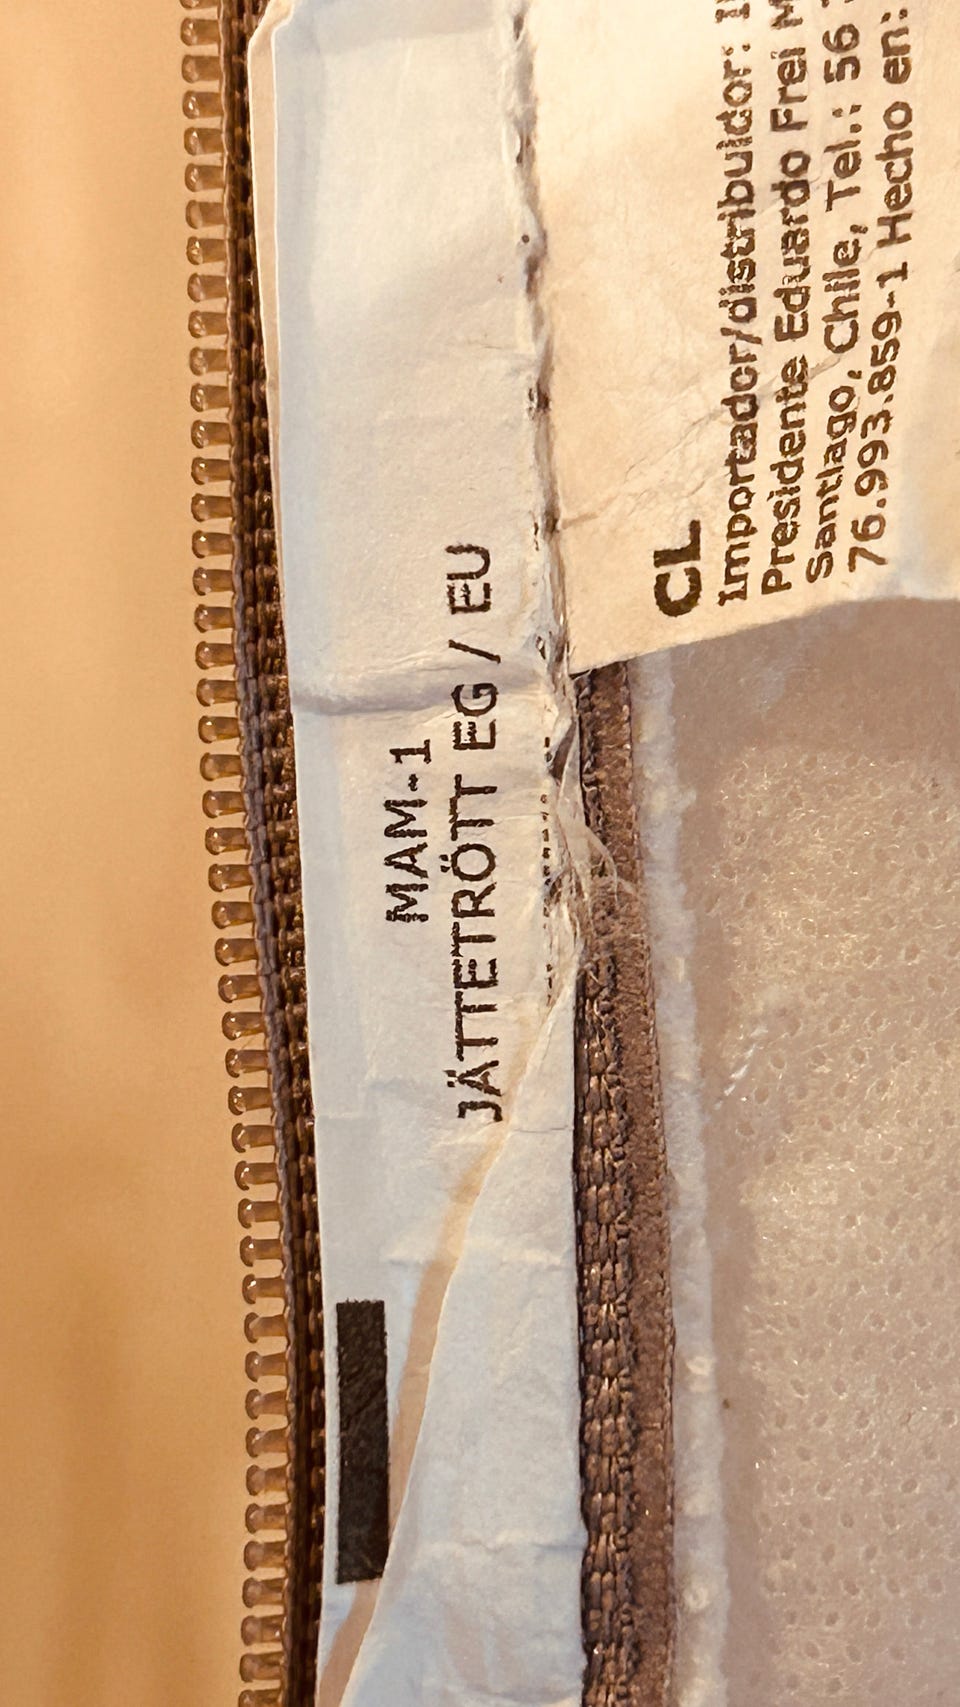 MAM-1
JÄTTETRÖTT EG / EU
CL
Importador/distribuidor:
Presidente Eduardo Frei
Santiago, Chile, Tel.: 56
76.993.859-1 Hecho en: